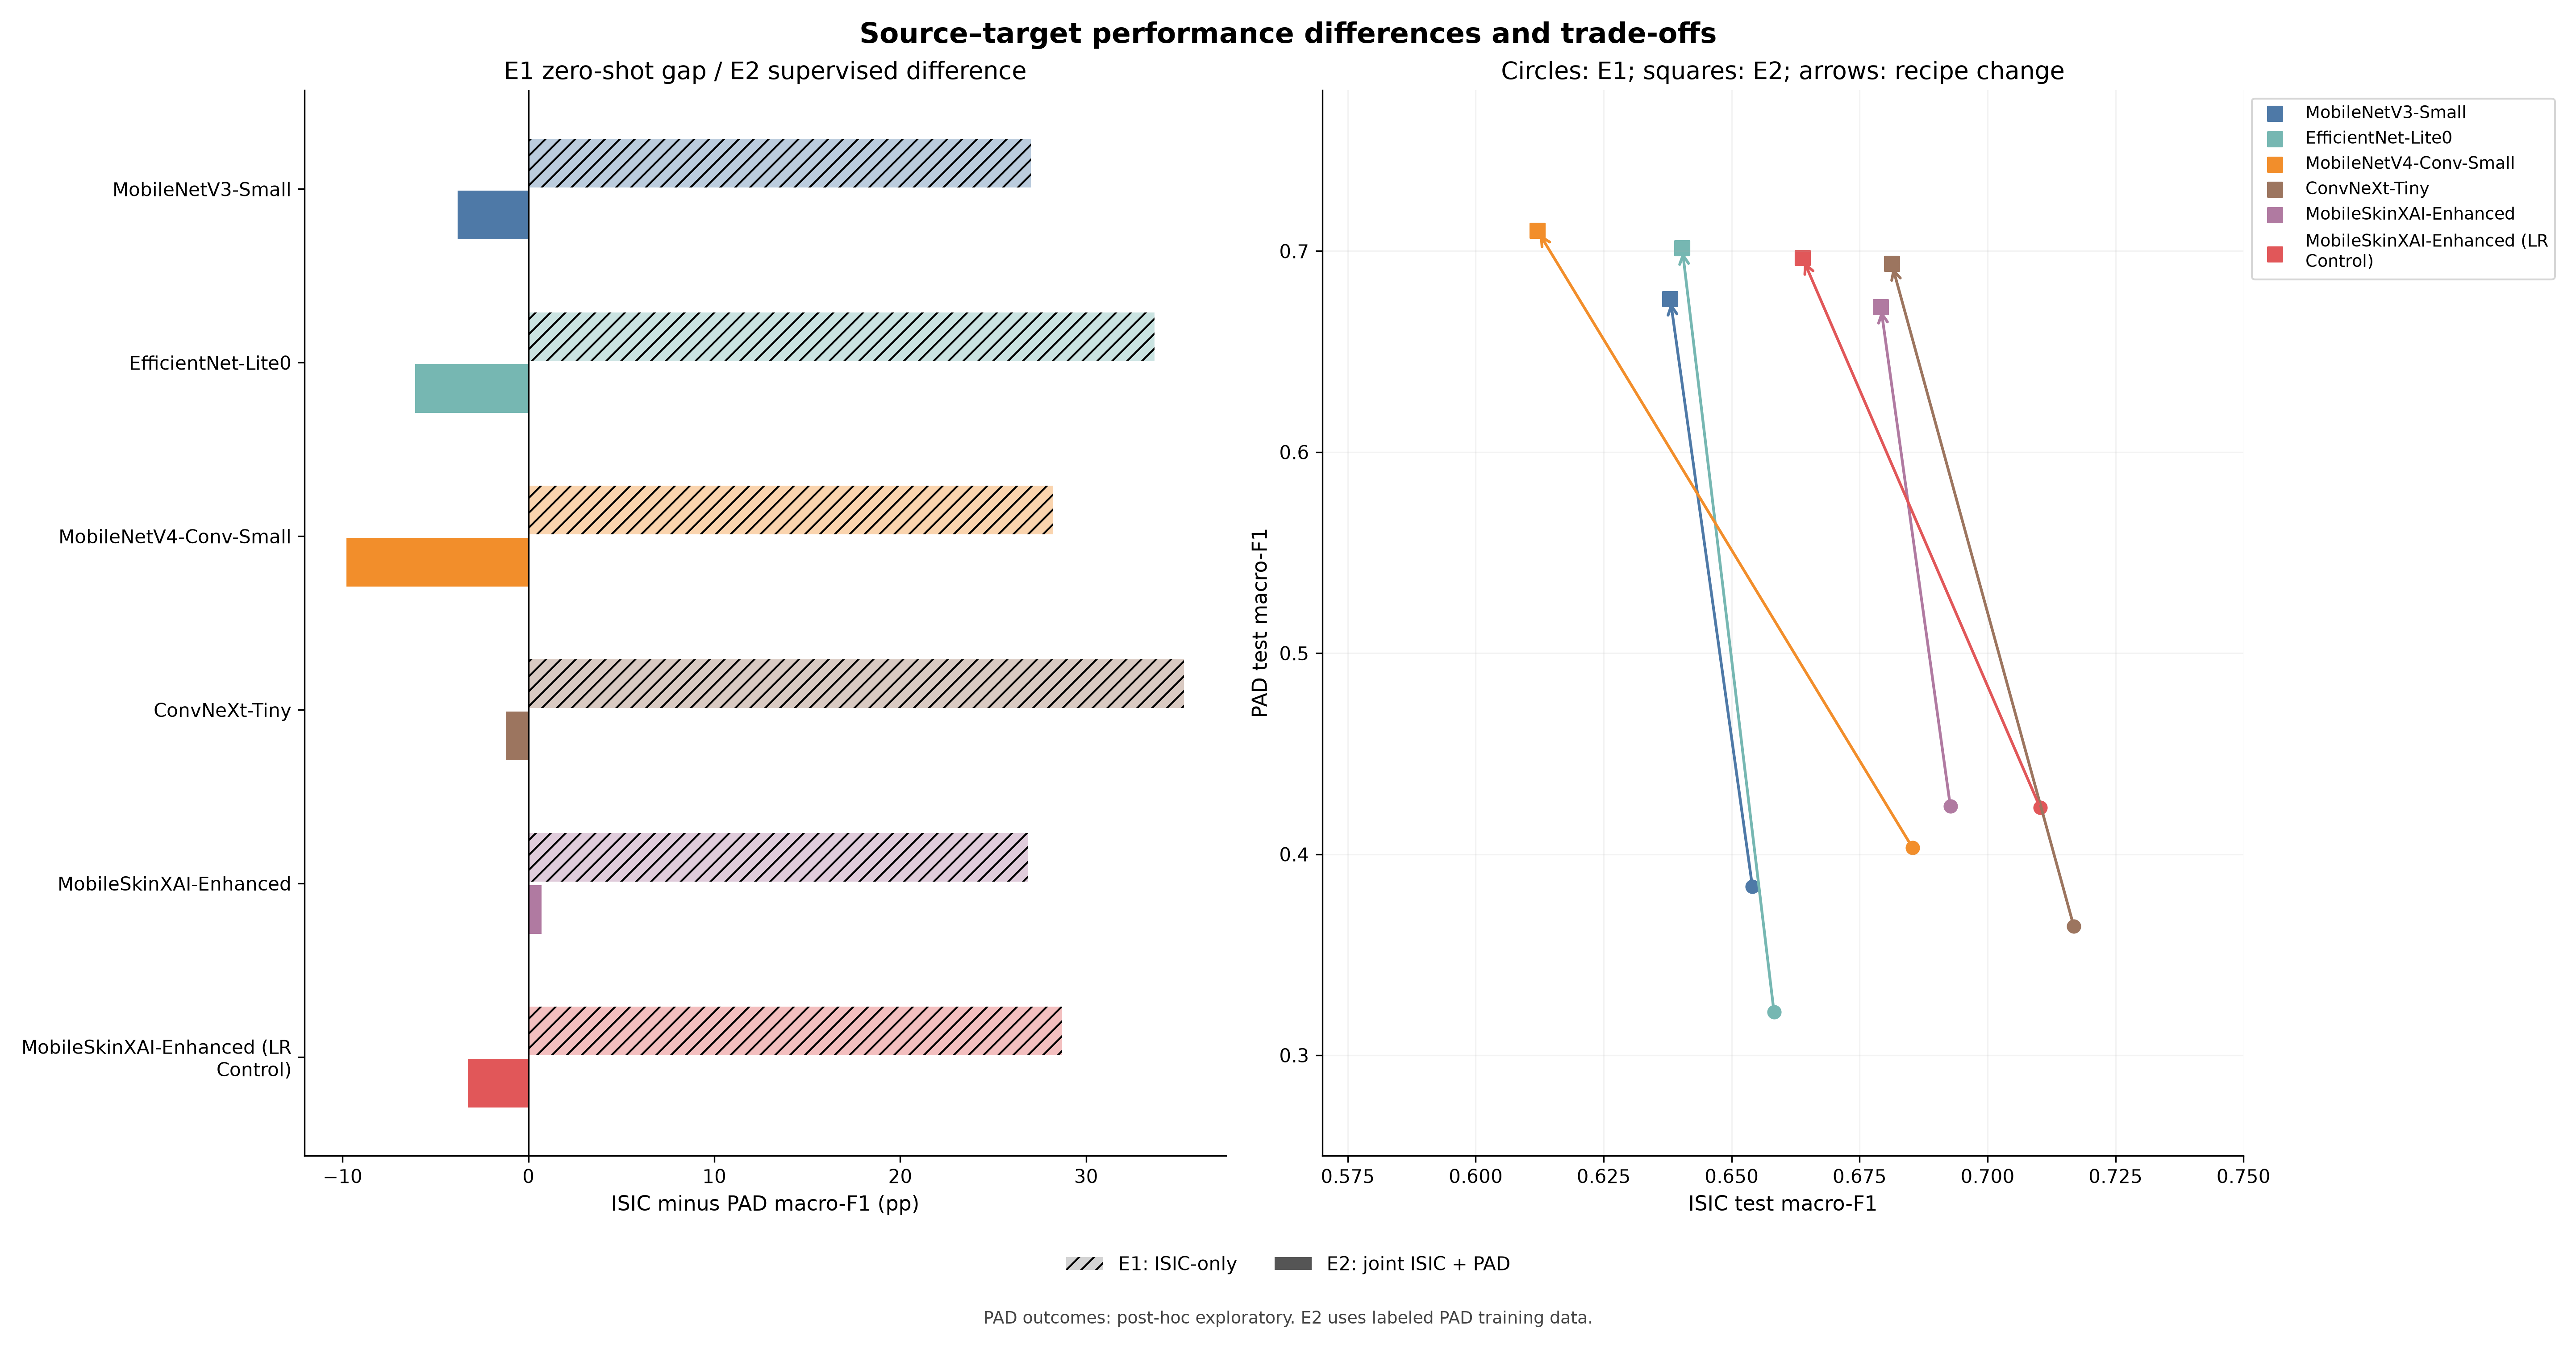 Source–target performance differences and trade-offs
E1 zero-shot gap / E2 supervised difference
MobileNetV3-Small
EfficientNet-Lite0
MobileNetV4-Conv-Small
ConvNeXt-Tiny
MobileSkinXAI-Enhanced
MobileSkinXAI-Enhanced (LR
Control)
−10 0 10 20 30
ISIC minus PAD macro-F1 (pp)
Circles: E1; squares: E2; arrows: recipe change
PAD test macro-F1
0.7
0.6
0.5
0.4
0.3
0.575 0.600 0.625 0.650 0.675 0.700 0.725 0.750
ISIC test macro-F1
MobileNetV3-Small
EfficientNet-Lite0
MobileNetV4-Conv-Small
ConvNeXt-Tiny
MobileSkinXAI-Enhanced
MobileSkinXAI-Enhanced (LR
Control)
E1: ISIC-only E2: joint ISIC + PAD
PAD outcomes: post-hoc exploratory. E2 uses labeled PAD training data.